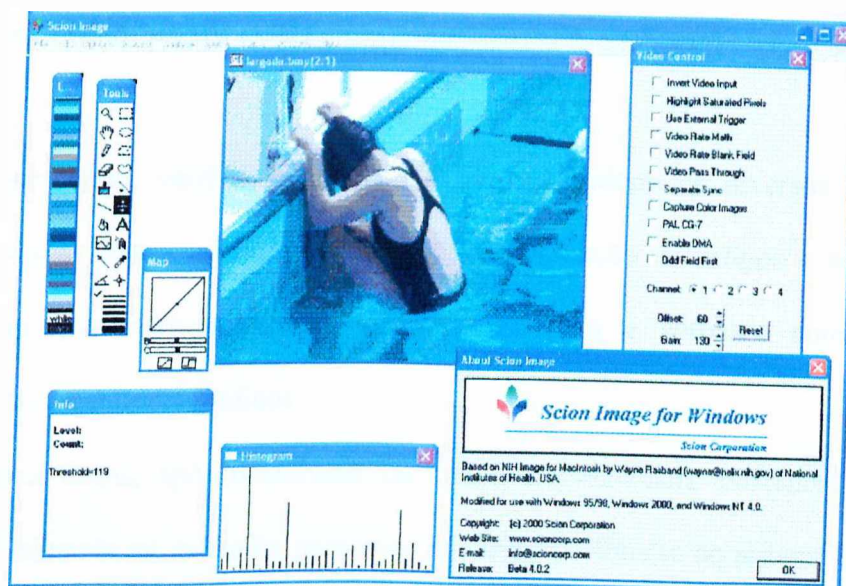 Scion Image
L...
Tools
A
white
Map
Info
Level:
Count:
Threshold=119
Histogram
Video Control
Invert Video Input
Highlight Saturated Pixels
Use External Trigger
Video Rate Math
Video Rate Blank Field
Video Pass Through
Separate Sync
Capture Color Images
PAL CG-7
Enable DMA
Odd Field First
Channel: 1 2 3 4
Offset: 60
Reset
Gain: 130
About Scion Image
Scion Image for Windows
Scion Corporation
Based on NIH Image for Macintosh by Wayne Rasband (wayne@helix.nih.gov) of National
Institutes of Health, USA.
Modified for use with Windows 95/98, Windows 2000, and Windows NT 4.0.
Copyright: (c) 2000 Scion Corporation
Web Site: www.scioncorp.com
E-mail: info@scioncorp.com
Release: Beta 4.0.2
OK